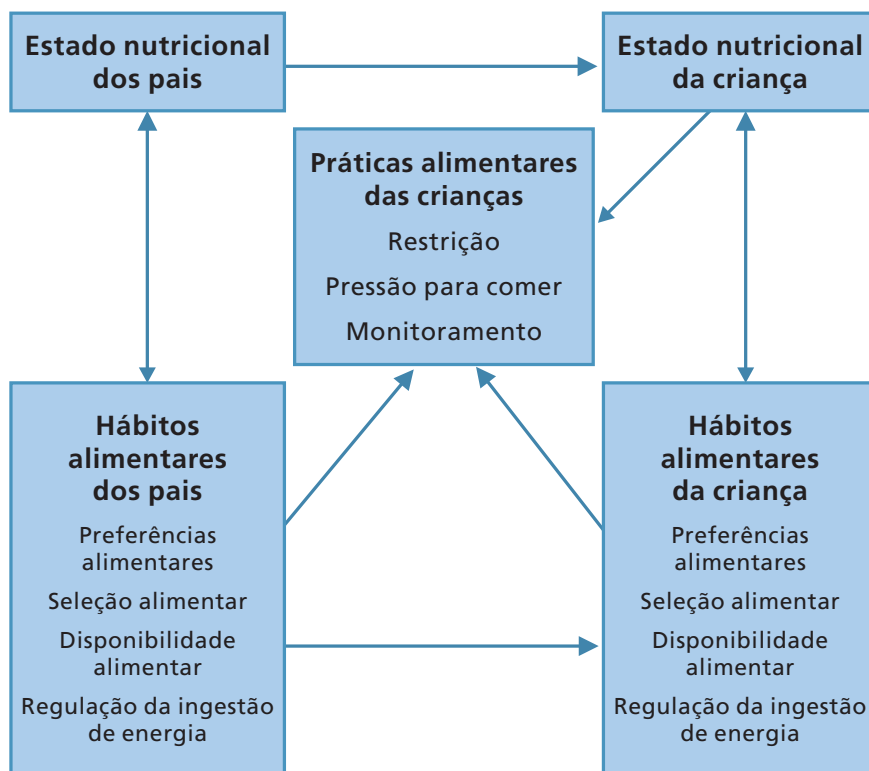 Estado nutricional
dos pais
Estado nutricional
da criança
Práticas alimentares
das crianças
Restrição
Pressão para comer
Monitoramento
Hábitos
alimentares
dos pais
Preferências
alimentares
Seleção alimentar
Disponibilidade
alimentar
Regulação da ingestão
de energia
Hábitos
alimentares
da criança
Preferências
alimentares
Seleção alimentar
Disponibilidade
alimentar
Regulação da ingestão
de energia